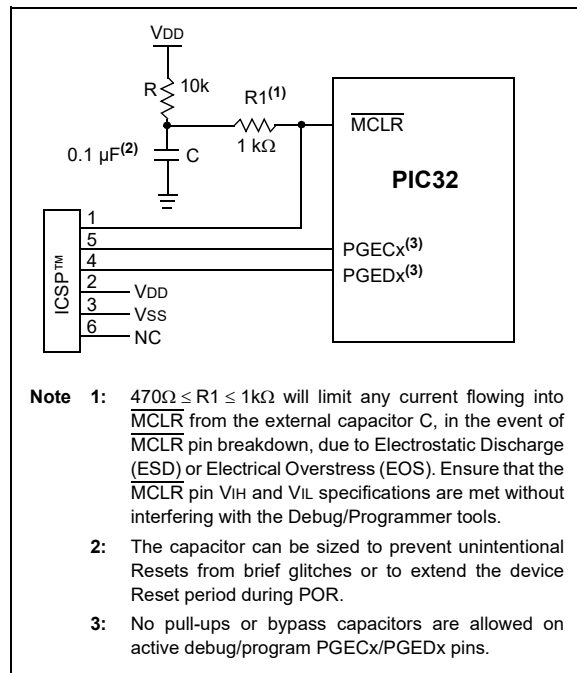 VDD
R 10k
R1(1)
1 kΩ
0.1 µF(2)
C
MCLR
PIC32
PGECx(3)
PGEDx(3)
ICSP™
1
5
4
2 VDD
3 VSS
6 NC
Note 1: 470Ω ≤ R1 ≤ 1kΩ will limit any current flowing into
MCLR from the external capacitor C, in the event of
MCLR pin breakdown, due to Electrostatic Discharge
(ESD) or Electrical Overstress (EOS). Ensure that the
MCLR pin VIH and VIL specifications are met without
interfering with the Debug/Programmer tools.
2: The capacitor can be sized to prevent unintentional
Resets from brief glitches or to extend the device
Reset period during POR.
3: No pull-ups or bypass capacitors are allowed on
active debug/program PGECx/PGEDx pins.